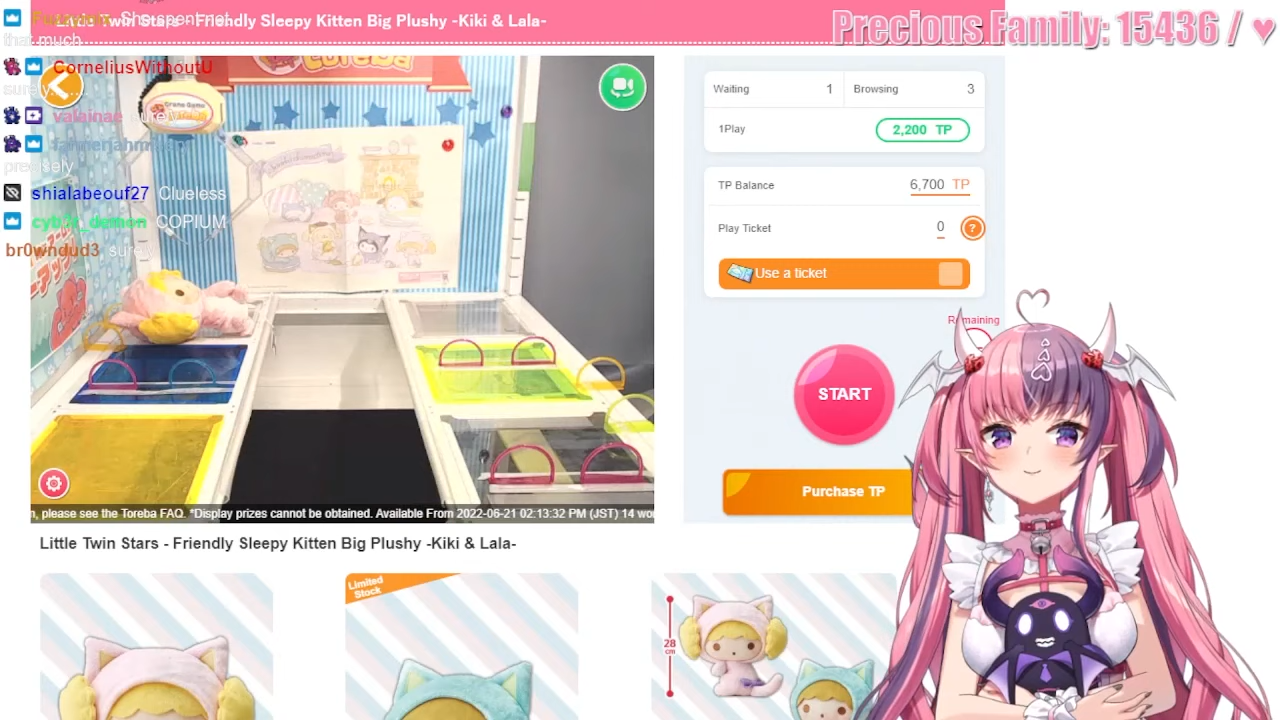 Little Twin Stars - Friendly Sleepy Kitten Big Plushy -Kiki & Lala-
Precious Family: 15436 / ♥
that much
CorneliusWithoutU
valainae surely
precisely
shialabeouf27 Clueless
COPIUM
br0wndud3 surely
Toreba
Waiting 1
Browsing 3
1Play 2,200 TP
TP Balance 6,700 TP
Play Ticket 0 ?
Use a ticket
Remaining
START
Purchase TP
n, please see the Toreba FAQ. *Display prizes cannot be obtained. Available From 2022-06-21 02:13:32 PM (JST) 14 wo
Little Twin Stars - Friendly Sleepy Kitten Big Plushy -Kiki & Lala-
Limited
Stock
28
cm